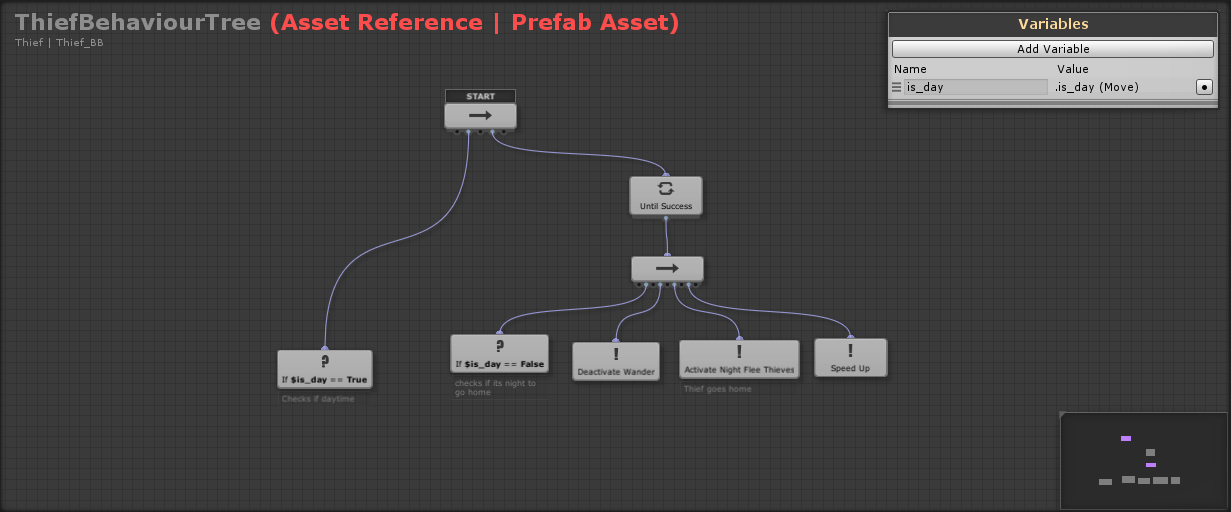 ThiefBehaviourTree (Asset Reference | Prefab Asset)
Thief | Thief_BB
Variables
Add Variable
Name Value
is_day .is_day (Move)
START
Until Success
If $is_day == True
Checks if daytime
If $is_day == False
checks if its night to
go home
Deactivate Wander
Activate Night Flee Thieves
Thief goes home
Speed Up